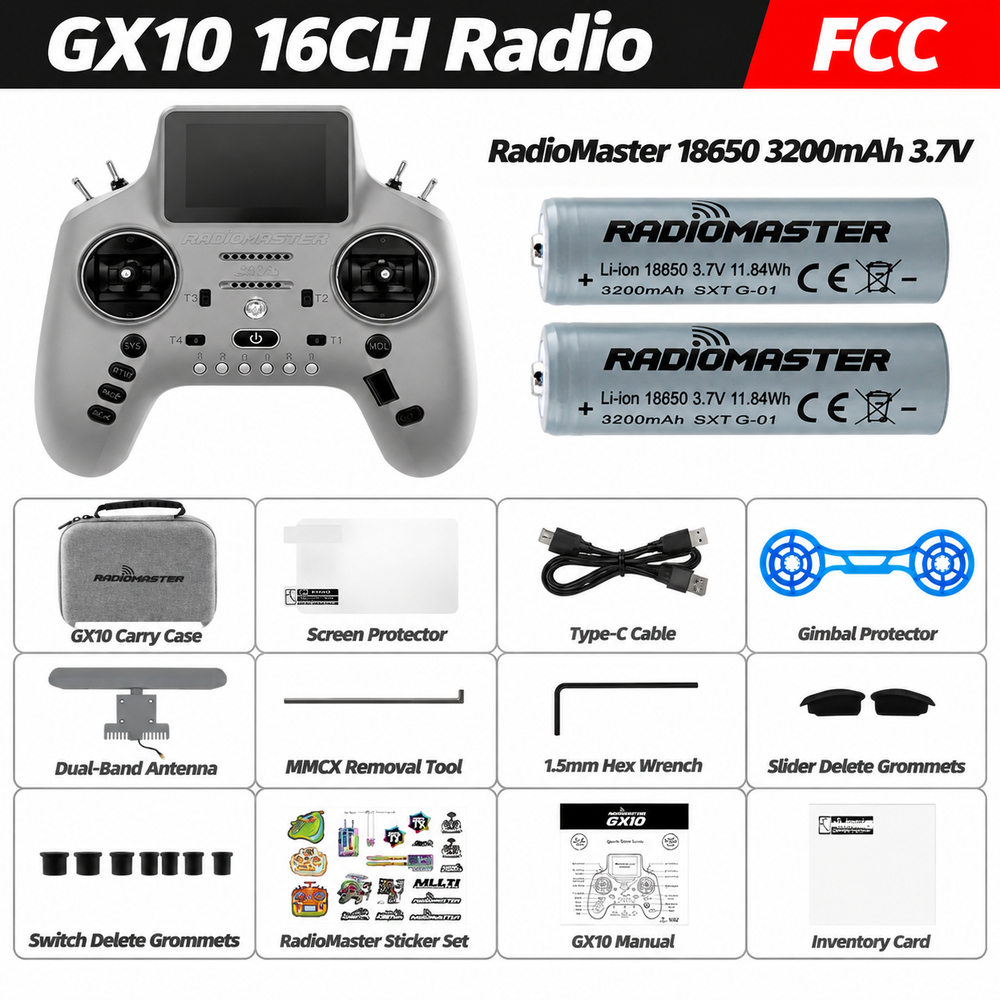 GX10 16CH Radio
FCC
RadioMaster 18650 3200mAh 3.7V
RADIOMASTER
T3
T2
T4
T1
SYS
MDL
RTN
RADIOMASTER
Li-ion 18650 3.7V 11.84Wh
+ 3200mAh SXT G-01 CE -
RADIOMASTER
Li-ion 18650 3.7V 11.84Wh
+ 3200mAh SXT G-01 CE -
RADIOMASTER
GX10 Carry Case
Screen Protector
Type-C Cable
Gimbal Protector
Dual-Band Antenna
MMCX Removal Tool
1.5mm Hex Wrench
Slider Delete Grommets
Switch Delete Grommets
RadioMaster Sticker Set
GX10
GX10 Manual
Inventory Card